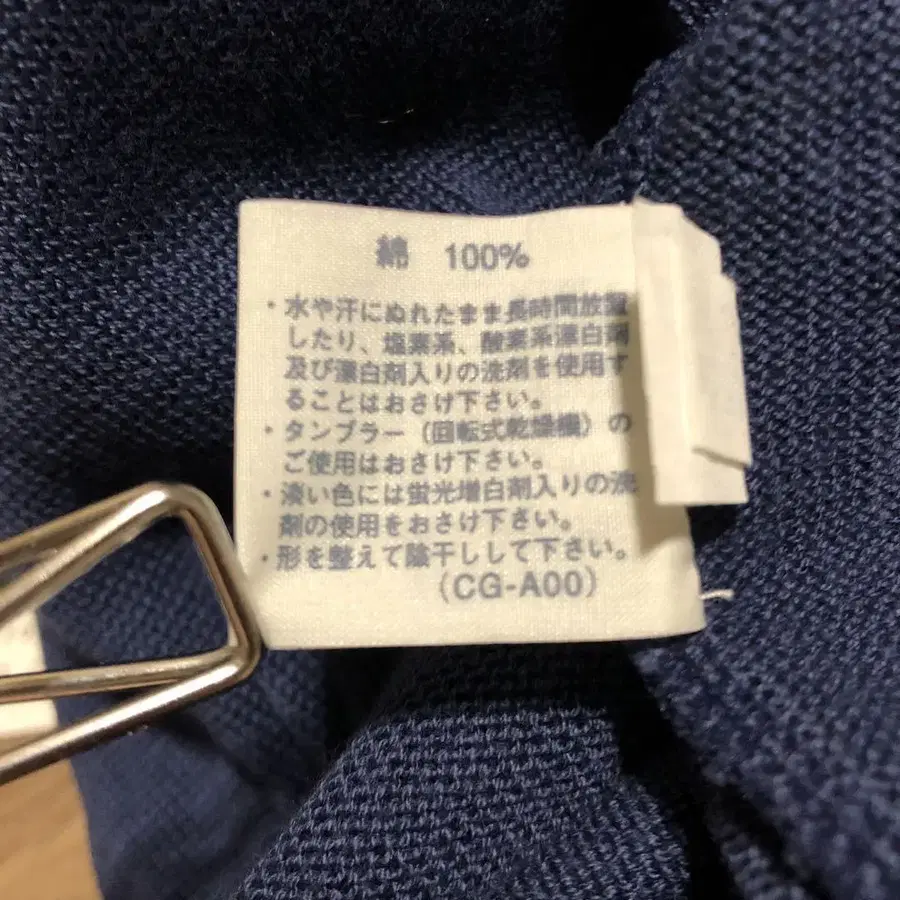 綿 100%
・水や汗にぬれたまま長時間放置
したり、塩素系、酸素系漂白剤
及び漂白剤入りの洗剤を使用す
ることはおさけ下さい。
・タンブラー（回転式乾燥機）の
ご使用はおさけ下さい。
・淡い色には蛍光増白剤入りの洗
剤の使用をおさけ下さい。
・形を整えて陰干しして下さい。
（CG-A00）